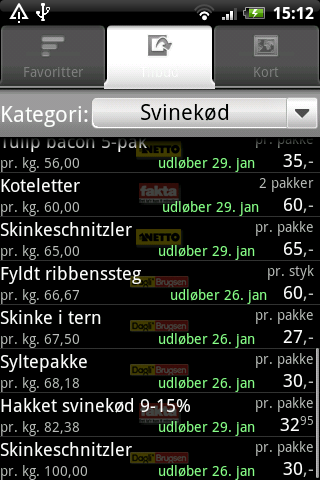 15:12
Favoritter
Tilbud
Kort
Kategori: Svinekød
Tulip bacon 5-pak pr. pakke
NETTO
pr. kg. 56,00 udløber 29. jan 35,-
Koteletter 2 pakker
fakta
pr. kg. 60,00 udløber 29. jan 60,-
Skinkeschnitzler pr. pakke
NETTO
pr. kg. 65,00 udløber 29. jan 65,-
Fyldt ribbenssteg pr. styk
Dagli'Brugsen
pr. kg. 66,67 udløber 26. jan 60,-
Skinke i tern pr. pakke
Dagli'Brugsen
pr. kg. 67,50 udløber 26. jan 27,-
Syltepakke pr. pakke
Dagli'Brugsen
pr. kg. 68,18 udløber 26. jan 30,-
Hakket svinekød 9-15% pr. pakke
fakta
pr. kg. 82,38 udløber 29. jan 32 95
Skinkeschnitzler pr. pakke
Dagli'Brugsen
pr. kg. 100,00 udløber 26. jan 30,-